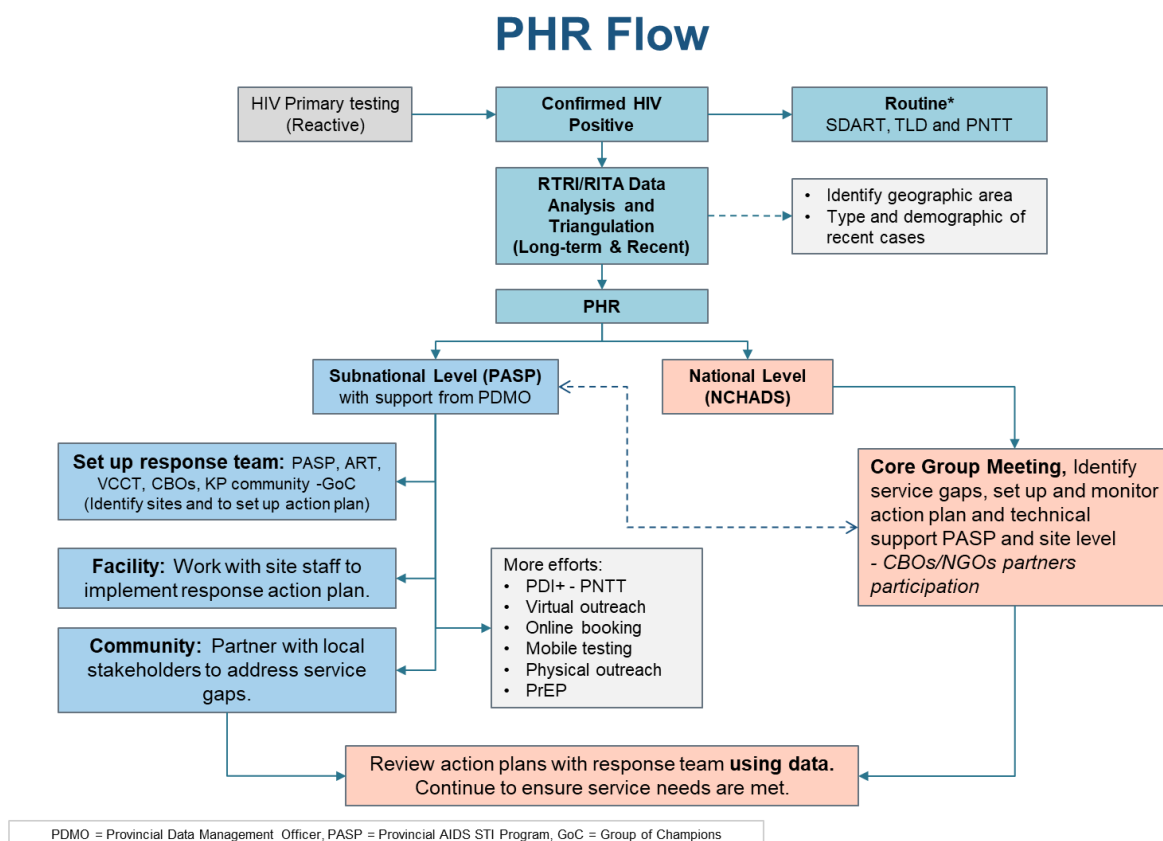 PHR Flow
HIV Primary testing
(Reactive)
Confirmed HIV
Positive
Routine*
SDART, TLD and PNTT
RTRI/RITA Data
Analysis and
Triangulation
(Long-term & Recent)
• Identify geographic area
• Type and demographic of
recent cases
PHR
Subnational Level (PASP)
with support from PDMO
National Level
(NCHADS)
Set up response team: PASP, ART,
VCCT, CBOs, KP community -GoC
(Identify sites and to set up action plan)
Facility: Work with site staff to
implement response action plan.
Community: Partner with local
stakeholders to address service
gaps.
More efforts:
• PDI+ - PNTT
• Virtual outreach
• Online booking
• Mobile testing
• Physical outreach
• PrEP
Core Group Meeting, Identify
service gaps, set up and monitor
action plan and technical
support PASP and site level
- CBOs/NGOs partners
participation
Review action plans with response team using data.
Continue to ensure service needs are met.
PDMO = Provincial Data Management Officer, PASP = Provincial AIDS STI Program, GoC = Group of Champions